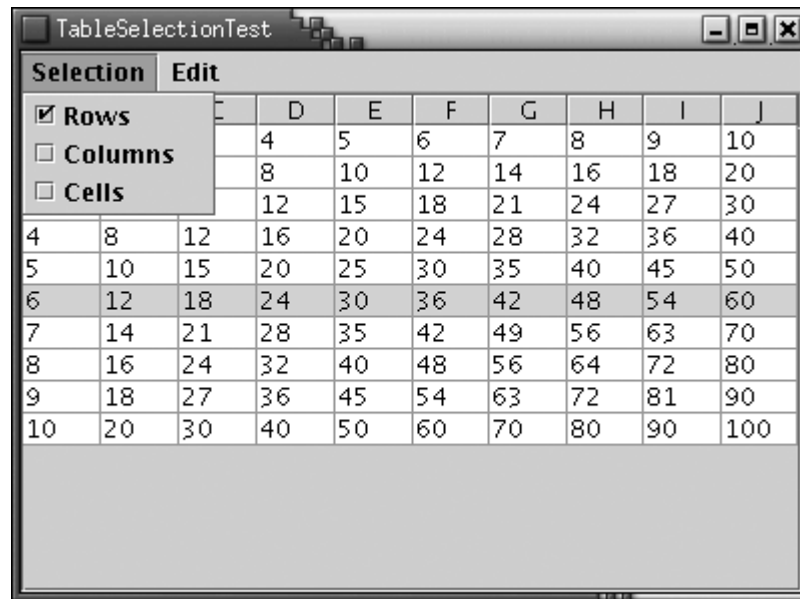 TableSelectionTest
Selection Edit
Rows
Columns
Cells
C D E F G H I J
4 5 6 7 8 9 10
8 10 12 14 16 18 20
12 15 18 21 24 27 30
4 8 12 16 20 24 28 32 36 40
5 10 15 20 25 30 35 40 45 50
6 12 18 24 30 36 42 48 54 60
7 14 21 28 35 42 49 56 63 70
8 16 24 32 40 48 56 64 72 80
9 18 27 36 45 54 63 72 81 90
10 20 30 40 50 60 70 80 90 100